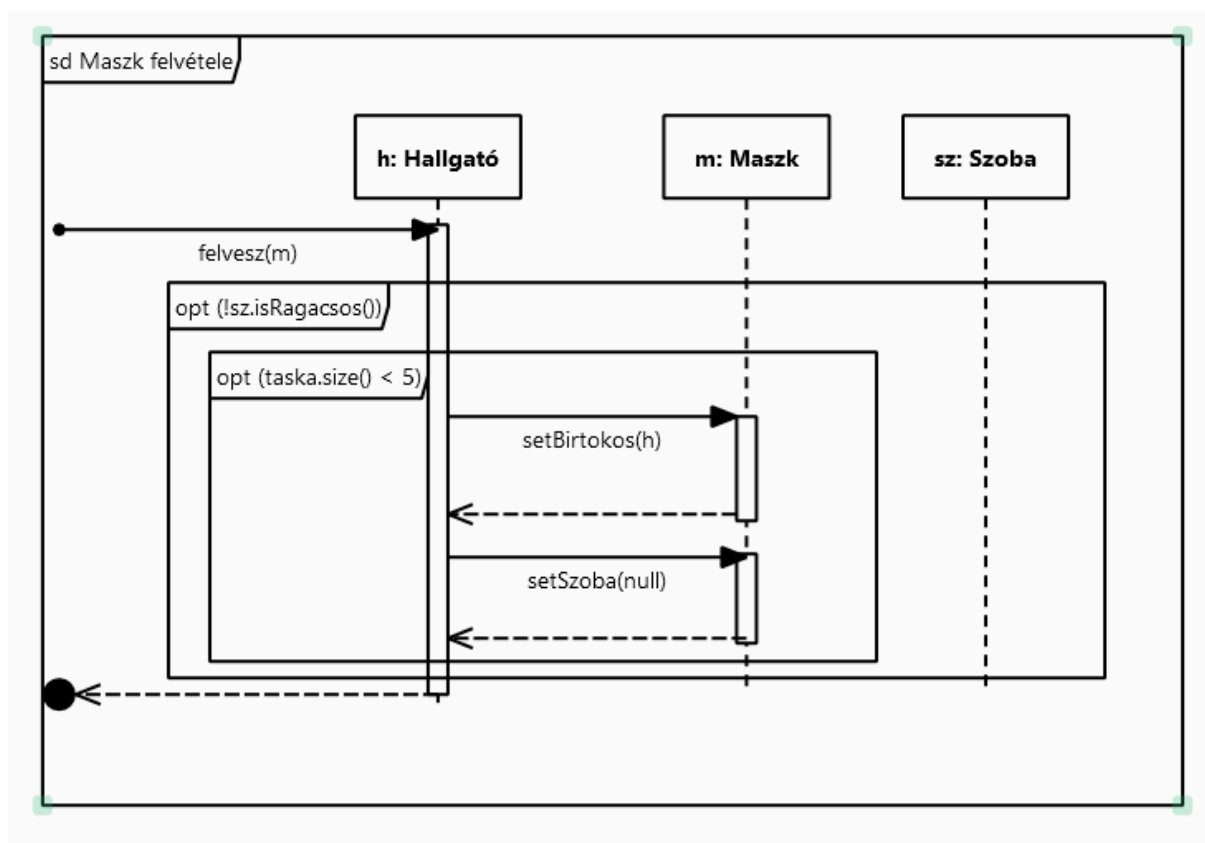 sd Maszk felvétele
h: Hallgató
m: Maszk
sz: Szoba
felvesz(m)
opt (!sz.isRagacsos())
opt (taska.size() < 5)
setBirtokos(h)
setSzoba(null)